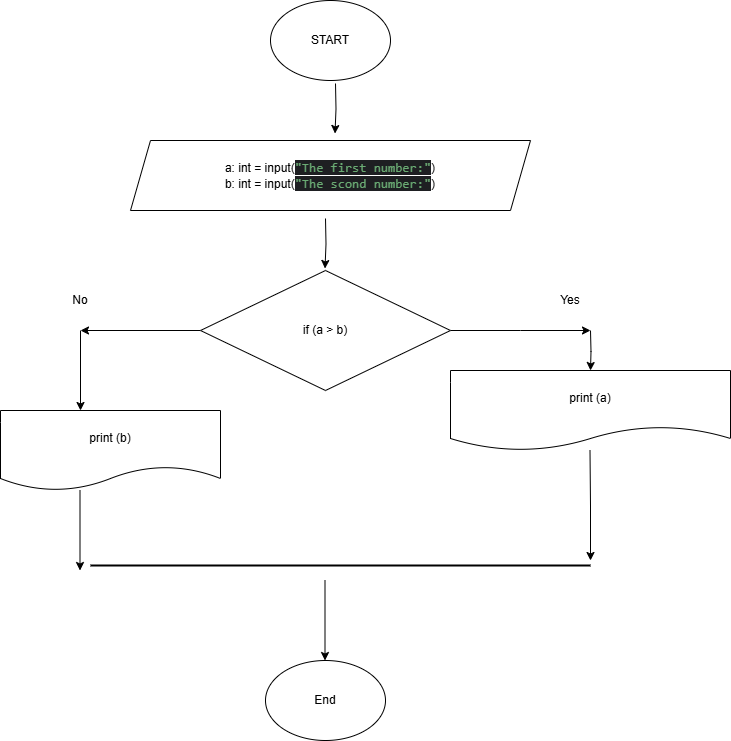 START
a: int = input("The first number:")
b: int = input("The scond number:")
No
Yes
if (a > b)
print (a)
print (b)
End